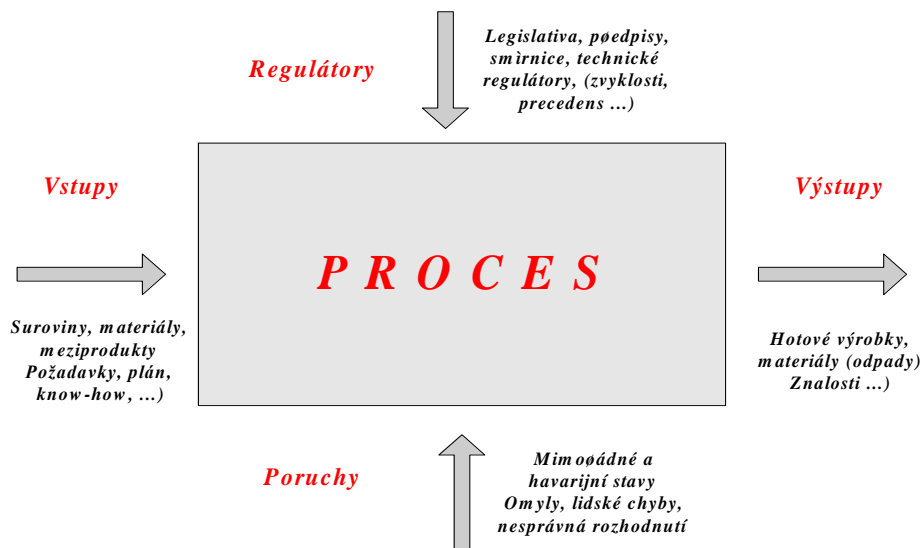 Regulátory
Legislativa, pøedpisy,
smìrnice, technické
regulátory, (zvyklosti,
precedens ...)
Vstupy
Výstupy
PROCES
Suroviny, materiály,
meziprodukty
Požadavky, plán,
know-how, ...)
Hotové výrobky,
materiály (odpady)
Znalosti ...)
Poruchy
Mimoøádné a
havarijní stavy
Omyly, lidské chyby,
nesprávná rozhodnutí